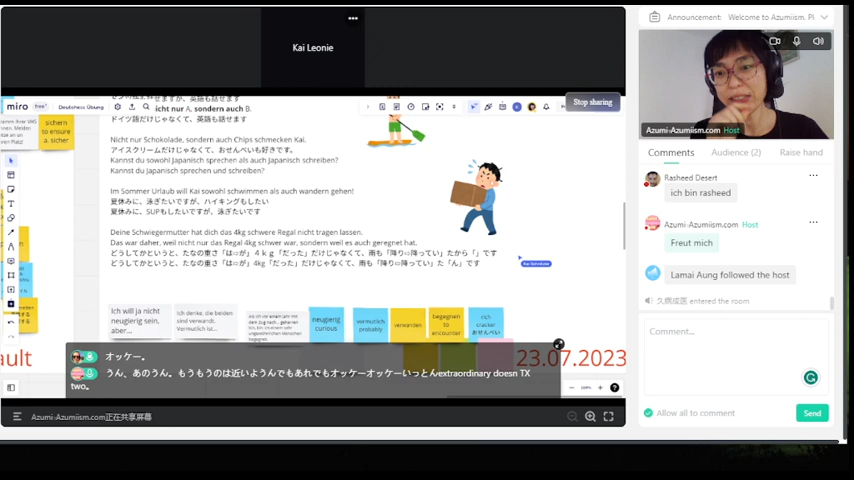 Kai Leonie
Announcement: Welcome to Azumiism. Pl
miro
free
Deutsches Übung
Stop sharing
icht nur A, sondern auch B.
ドイツ語だけじゃなくて、英語も話せます
sichern
to ensure
a. sicher
Nicht nur Schokolade, sondern auch Chips schmecken Kai.
アイスクリームだけじゃなくて、おせんべいも好きです。
Kannst du sowohl Japanisch sprechen als auch Japanisch schreiben?
Kannst du Japanisch sprechen und schreiben?
Im Sommer Urlaub will Kai sowohl schwimmen als auch wandern gehen!
夏休みに、泳ぎたいですが、ハイキングもしたい
夏休みに、SUPもしたいですが、泳ぎたいです
Deine Schwiegermutter hat dich das 4kg schwere Regal nicht tragen lassen.
Das war daher, weil nicht nur das Regal 4kg schwer war, sondern weil es auch geregnet hat.
どうしてかというと、たなの重さ「は⇨が」４ｋｇ「だった」だけじゃなくて、雨も「降り⇨降ってい」たから「」です
どうしてかというと、たなの重さ「は⇨が」4kg「だった」だけじゃなくて、雨も「降り⇨降ってい」た「ん」です
Ich will ja nicht
neugierig sein,
aber...
Ich denke, die beiden
sind verwandt.
Vermutlich ist...
neugierig
curious
vermutlich
probably
verwanden
begagnen
to
encounter
rich
cracker
おせんべい
ault
23.07.2023
オッケー。
うん、あのうん。もうもうのは近いようんでもあれでもオッケーオッケーいっとんextraordinary doesn TX
two。
Azumi-Azumiism.com正在共享屏幕
Azumi-Azumiism.com Host
Comments
Audience (2)
Raise hand
Rasheed Desert
ich bin rasheed
Azumi-Azumiism.com Host
Freut mich
Lamai Aung followed the host
久病成医 entered the room
Comment...
Allow all to comment
Send